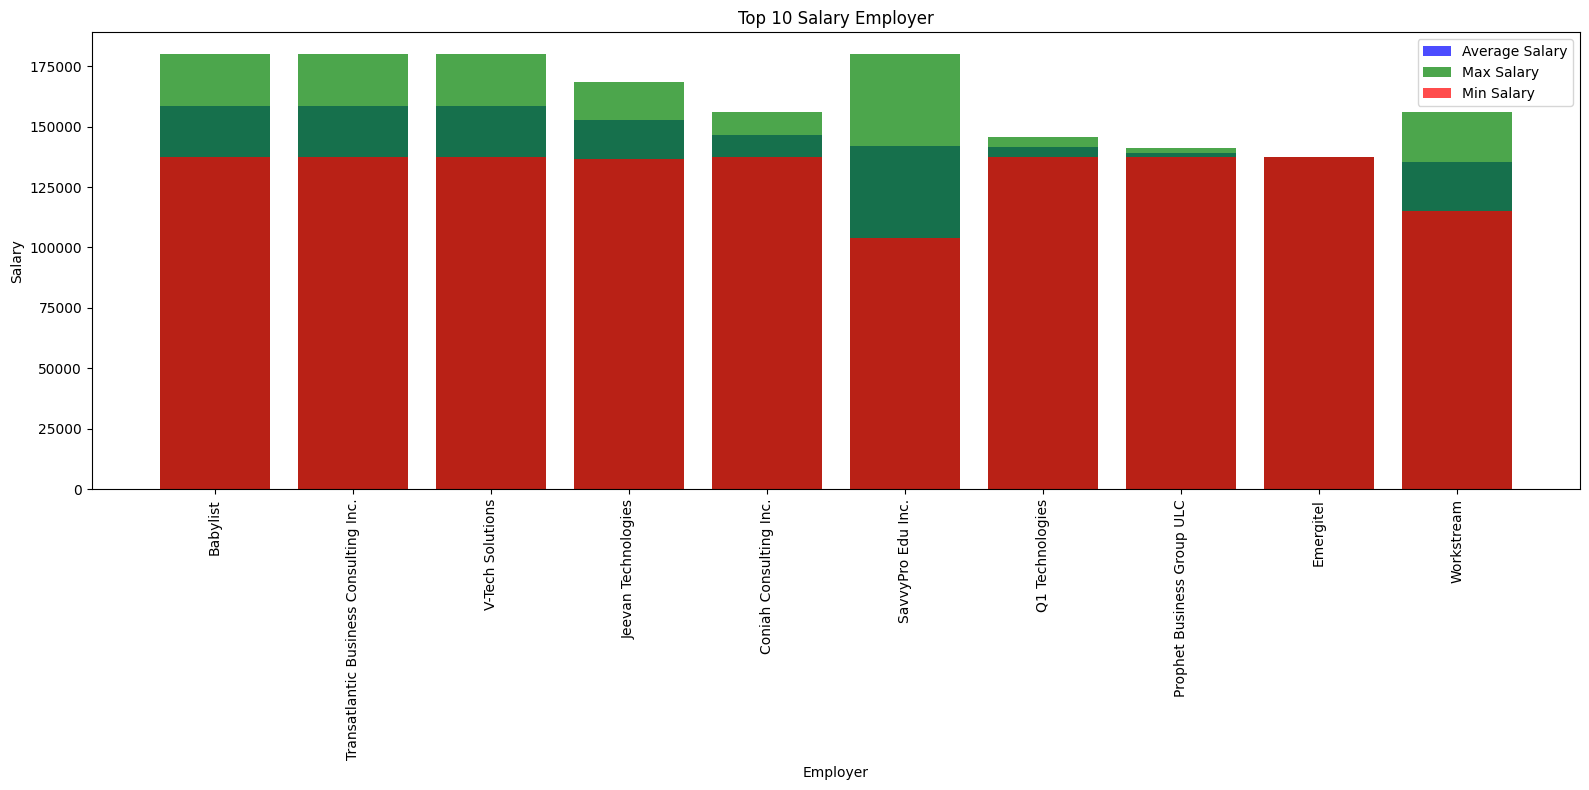 Top 10 Salary Employer
Average Salary
Max Salary
Min Salary
175000
150000
125000
100000
75000
50000
25000
0
Salary
Babylist
Transatlantic Business Consulting Inc.
V-Tech Solutions
Jeevan Technologies
Coniah Consulting Inc.
SavvyPro Edu Inc.
Q1 Technologies
Prophet Business Group ULC
Emergitel
Workstream
Employer